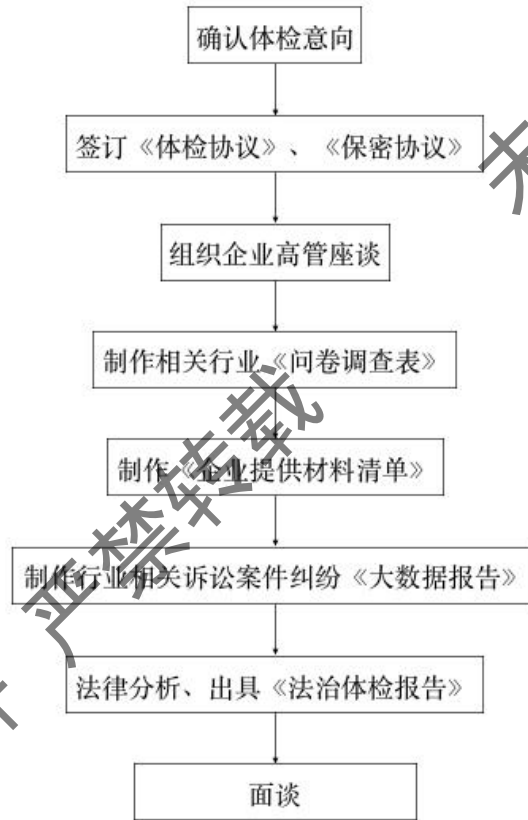 确认体检意向
签订《体检协议》、《保密协议》
组织企业高管座谈
制作相关行业《问卷调查表》
制作《企业提供材料清单》
制作行业相关诉讼案件纠纷《大数据报告》
法律分析、出具《法治体检报告》
面谈
严禁转载
未